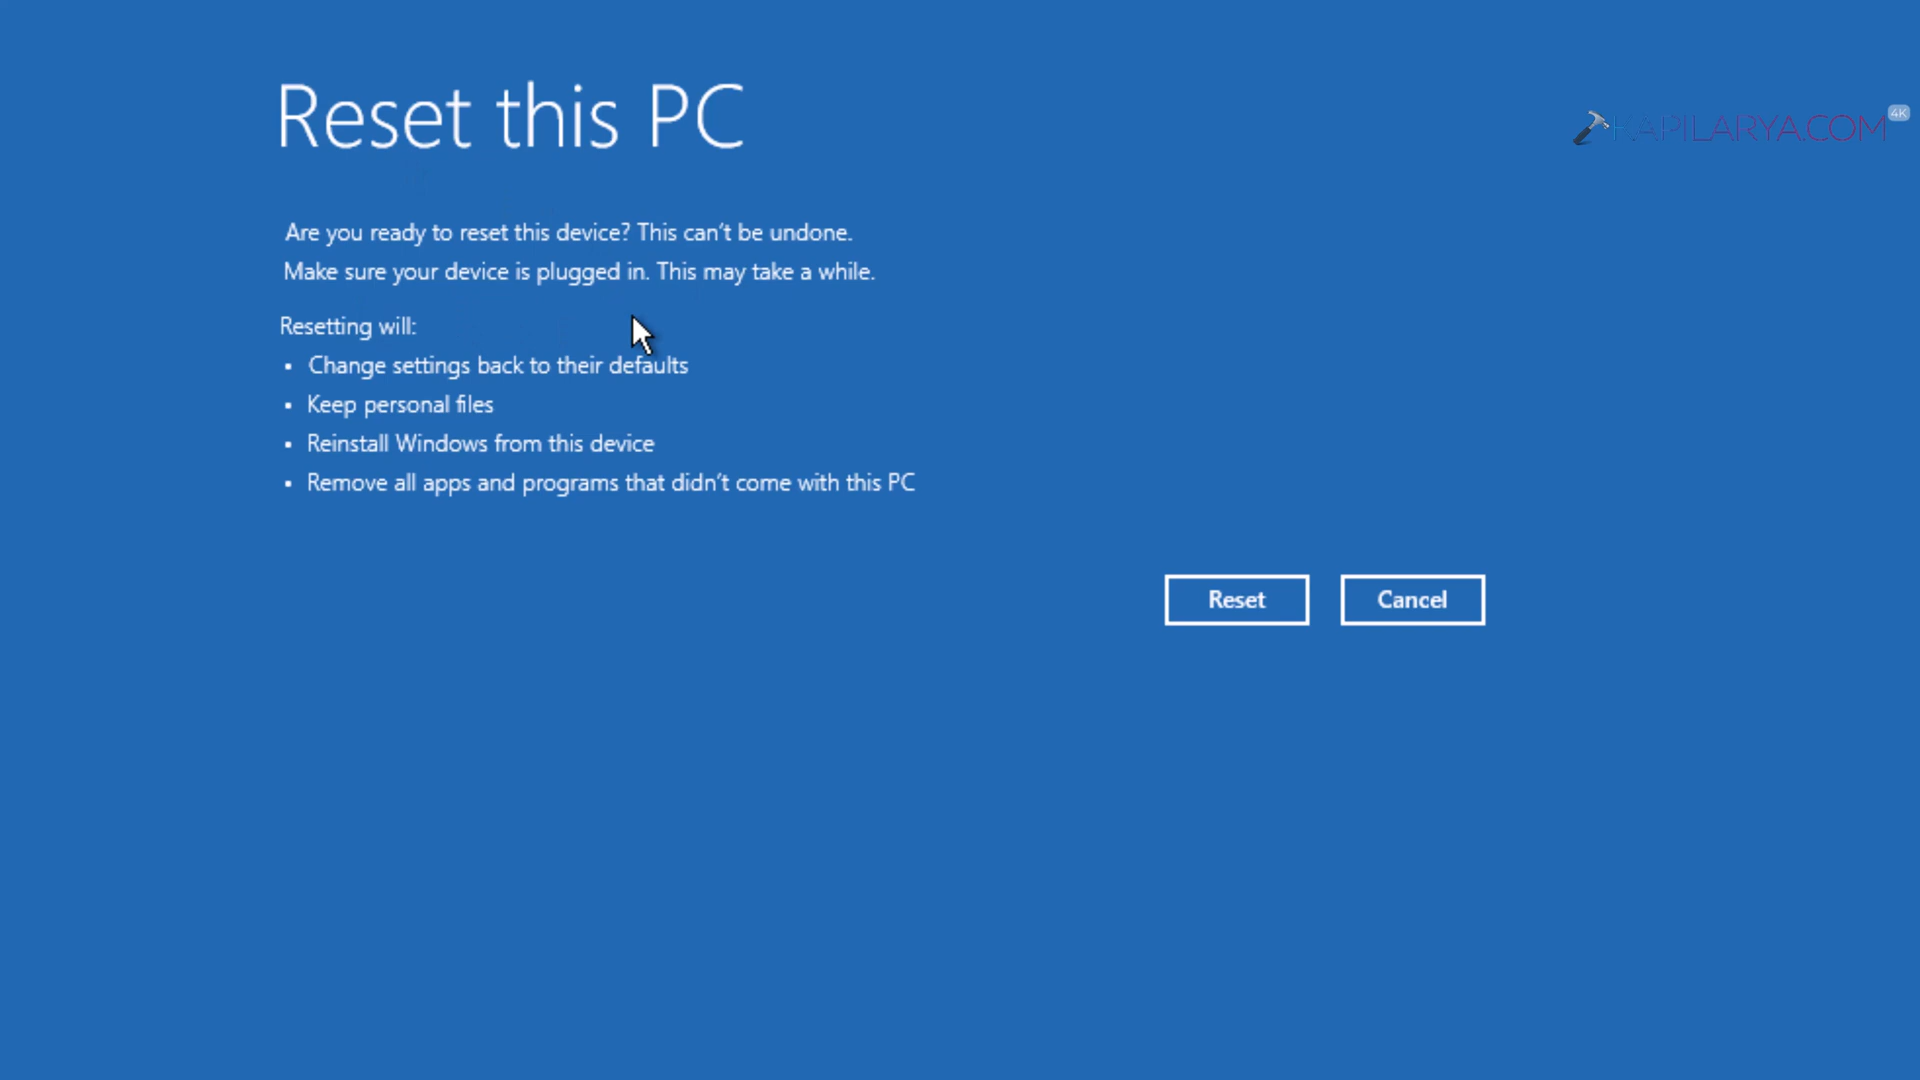 Reset this PC
KAPILARYA.COM
4K
Are you ready to reset this device? This can't be undone.
Make sure your device is plugged in. This may take a while.
Resetting will:
▪ Change settings back to their defaults
▪ Keep personal files
▪ Reinstall Windows from this device
▪ Remove all apps and programs that didn't come with this PC
Reset
Cancel